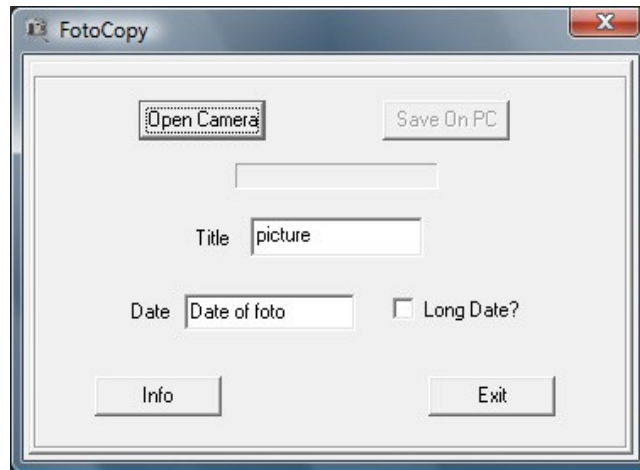 FotoCopy
Open Camera Save On PC
Title picture
Date Date of foto Long Date?
Info Exit